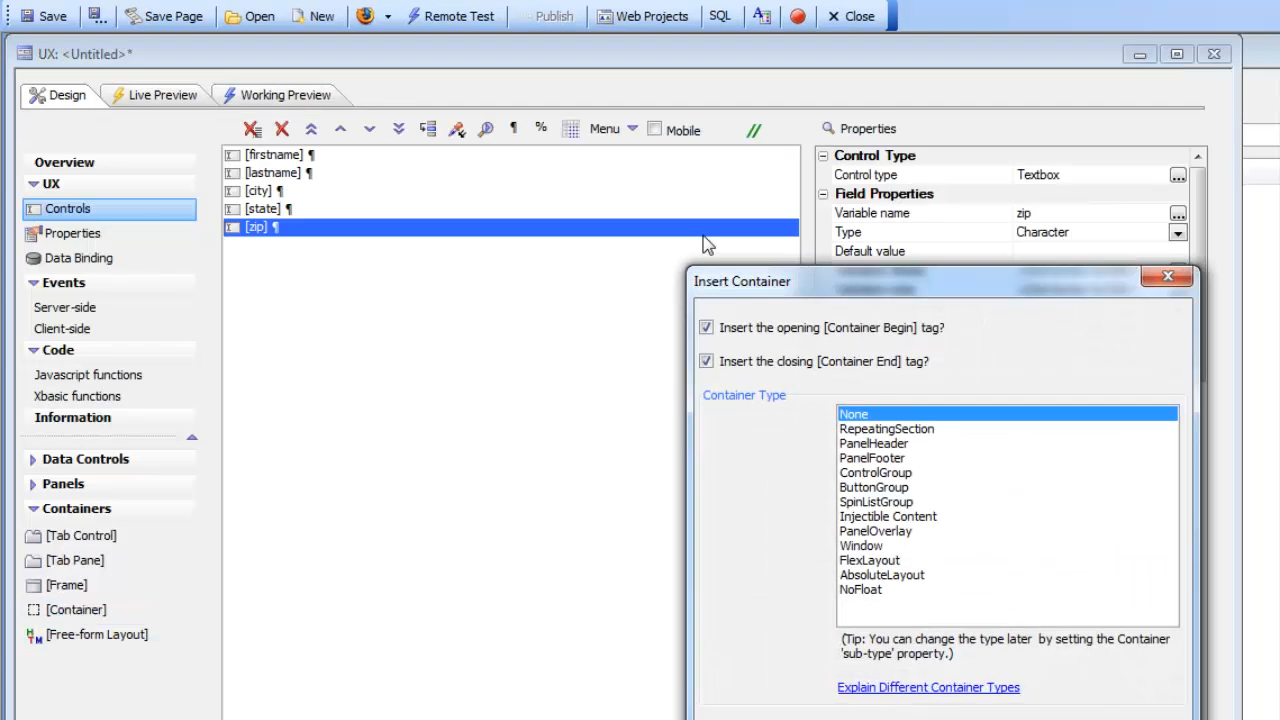 Save Save Page Open New Remote Test Publish Web Projects SQL Close
UX: <Untitled>*
Design Live Preview Working Preview
¶ % Menu Mobile Properties
Overview
UX
Controls
Properties
Data Binding
Events
Server-side
Client-side
Code
Javascript functions
Xbasic functions
Information
Data Controls
Panels
Containers
[Tab Control]
[Tab Pane]
[Frame]
[Container]
[Free-form Layout]
[firstname] ¶
[lastname] ¶
[city] ¶
[state] ¶
[zip] ¶
Control Type
Control type Textbox ...
Field Properties
Variable name zip ...
Type Character
Default value
Insert Container
Insert the opening [Container Begin] tag?
Insert the closing [Container End] tag?
Container Type
None
RepeatingSection
PanelHeader
PanelFooter
ControlGroup
ButtonGroup
SpinListGroup
Injectible Content
PanelOverlay
Window
FlexLayout
AbsoluteLayout
NoFloat
(Tip: You can change the type later by setting the Container
'sub-type' property.)
Explain Different Container Types